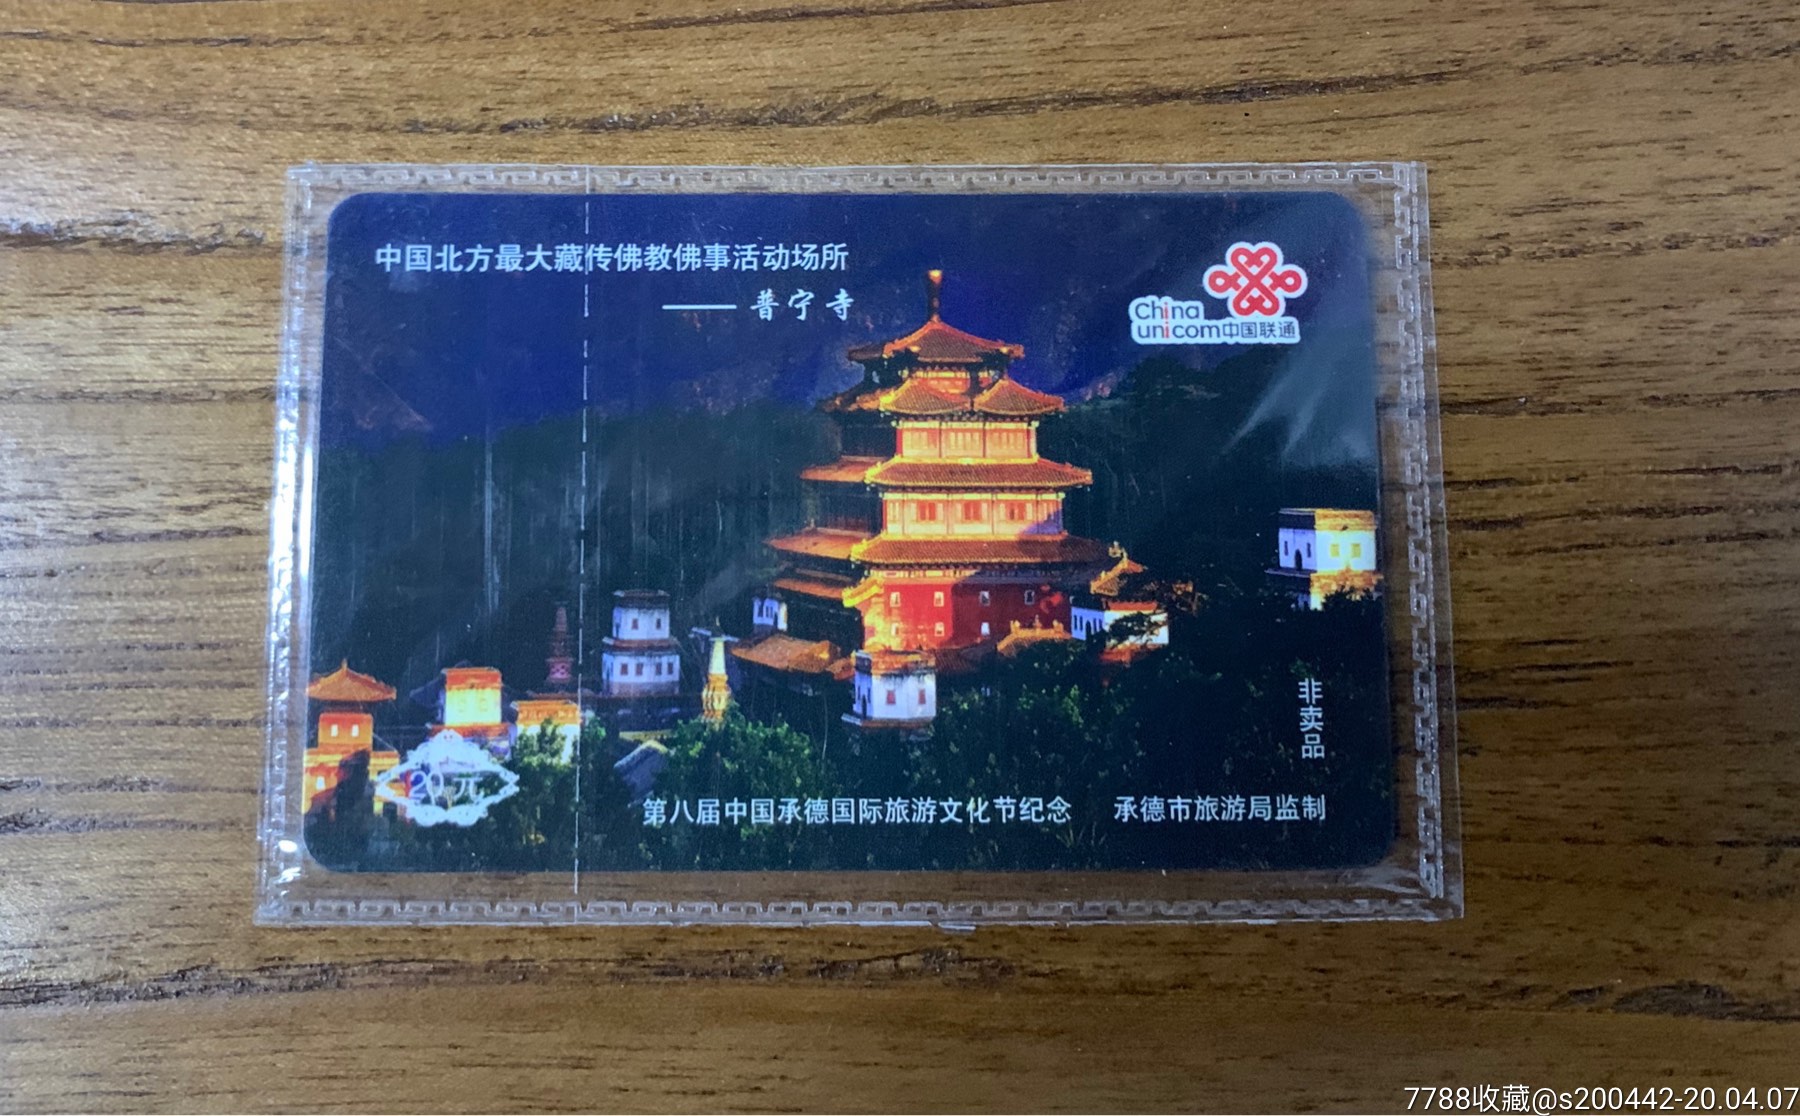 中国北方最大藏传佛教佛事活动场所
——普宁寺
China
unicom中国联通
非卖品
20元
第八届中国承德国际旅游文化节纪念 承德市旅游局监制
7788收藏@s200442-20.04.07